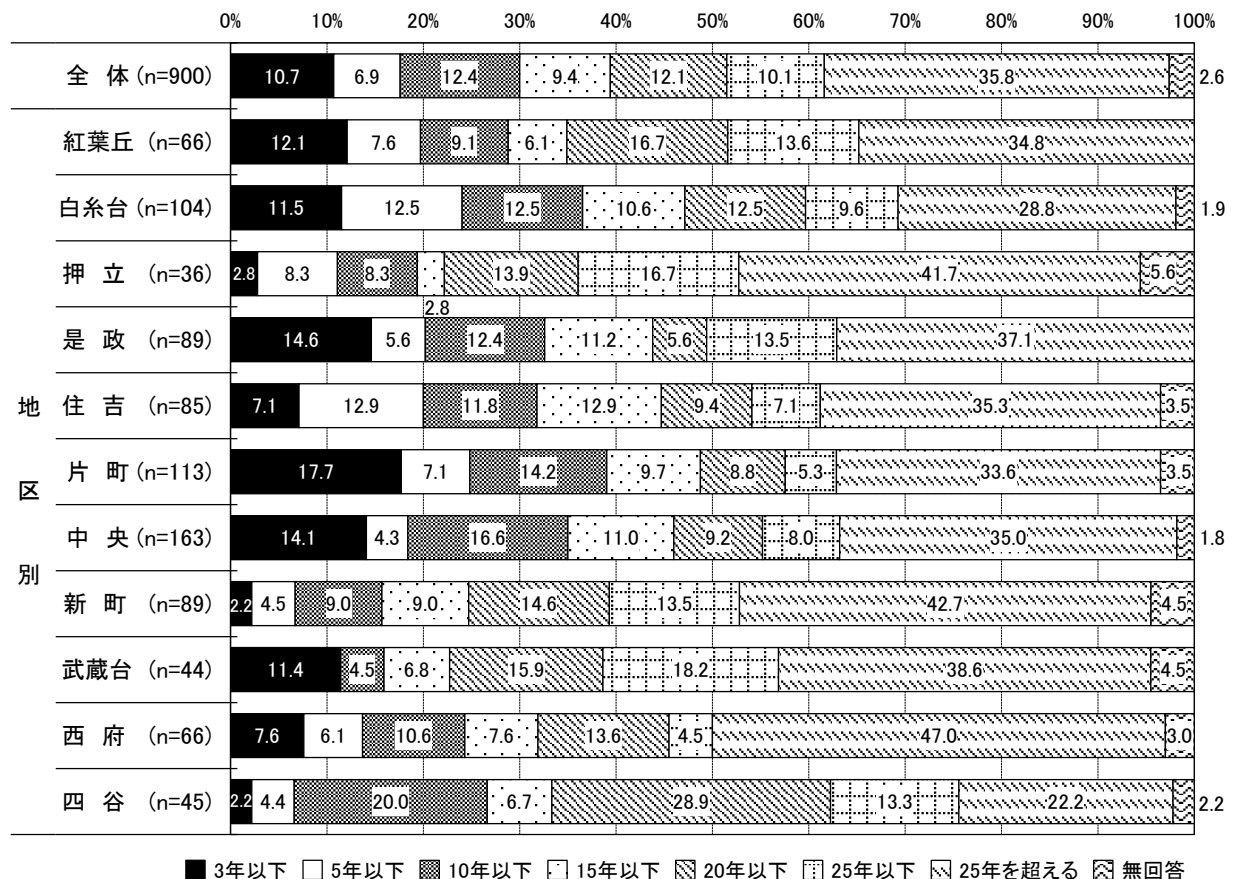 0% 10% 20% 30% 40% 50% 60% 70% 80% 90% 100%
全 体 (n=900) 10.7 6.9 12.4 9.4 12.1 10.1 35.8 2.6
紅葉丘 (n=66) 12.1 7.6 9.1 6.1 16.7 13.6 34.8
白糸台 (n=104) 11.5 12.5 12.5 10.6 12.5 9.6 28.8 1.9
押 立 (n=36) 2.8 8.3 8.3 2.8 13.9 16.7 41.7 5.6
是 政 (n=89) 14.6 5.6 12.4 11.2 5.6 13.5 37.1
住 吉 (n=85) 7.1 12.9 11.8 12.9 9.4 7.1 35.3 3.5
片 町 (n=113) 17.7 7.1 14.2 9.7 8.8 5.3 33.6 3.5
中 央 (n=163) 14.1 4.3 16.6 11.0 9.2 8.0 35.0 1.8
新 町 (n=89) 2.2 4.5 9.0 9.0 14.6 13.5 42.7 4.5
武蔵台 (n=44) 11.4 4.5 6.8 15.9 18.2 38.6 4.5
西 府 (n=66) 7.6 6.1 10.6 7.6 13.6 4.5 47.0 3.0
四 谷 (n=45) 2.2 4.4 20.0 6.7 28.9 13.3 22.2 2.2
地区別
3年以下 5年以下 10年以下 15年以下 20年以下 25年以下 25年を超える 無回答